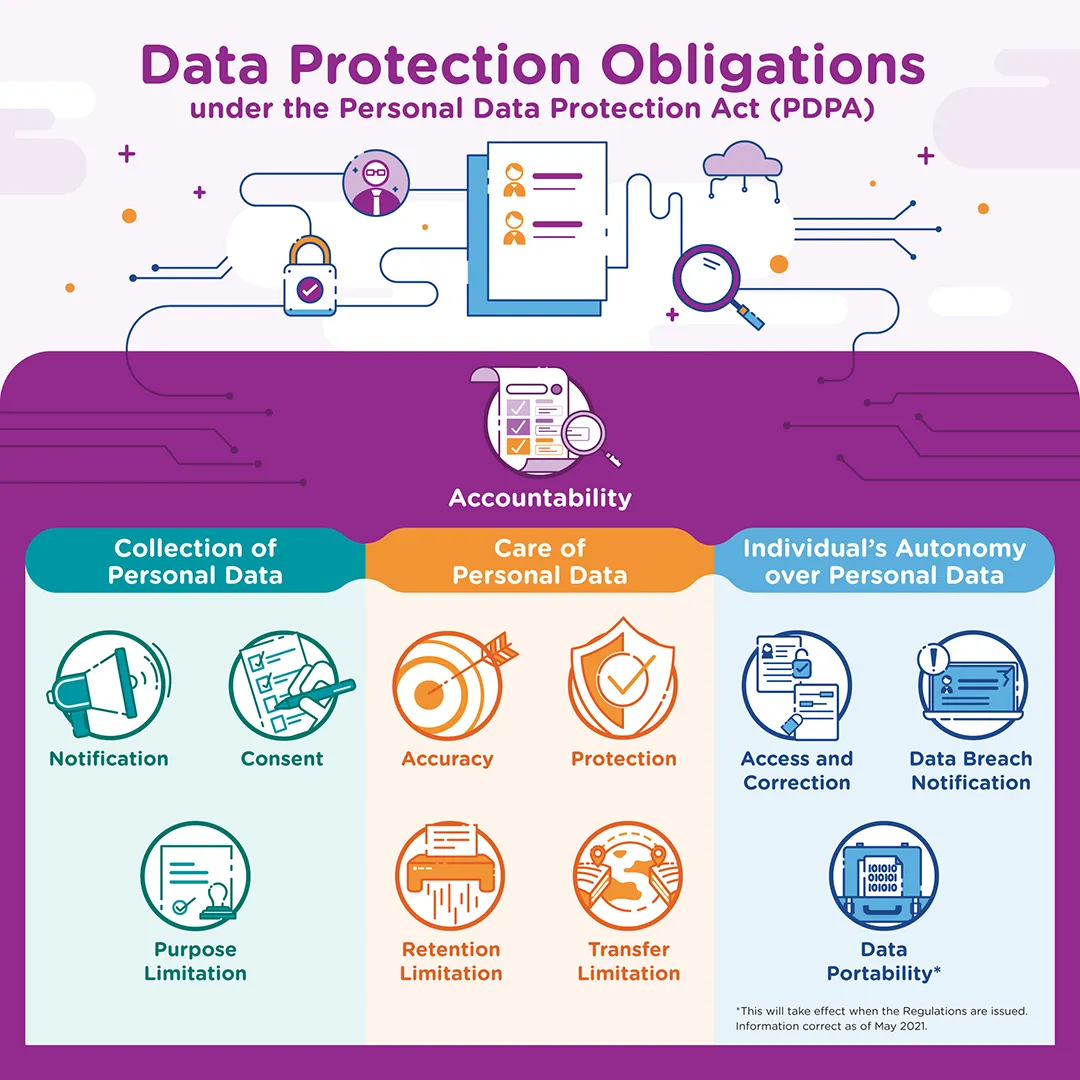 Data Protection Obligations
under the Personal Data Protection Act (PDPA)
Accountability
Collection of
Personal Data
Notification
Consent
Purpose
Limitation
Care of
Personal Data
Accuracy
Protection
Retention
Limitation
Transfer
Limitation
Individual’s Autonomy
over Personal Data
Access and
Correction
Data Breach
Notification
010101
010101
101010
Data
Portability*
*This will take effect when the Regulations are issued.
Information correct as of May 2021.